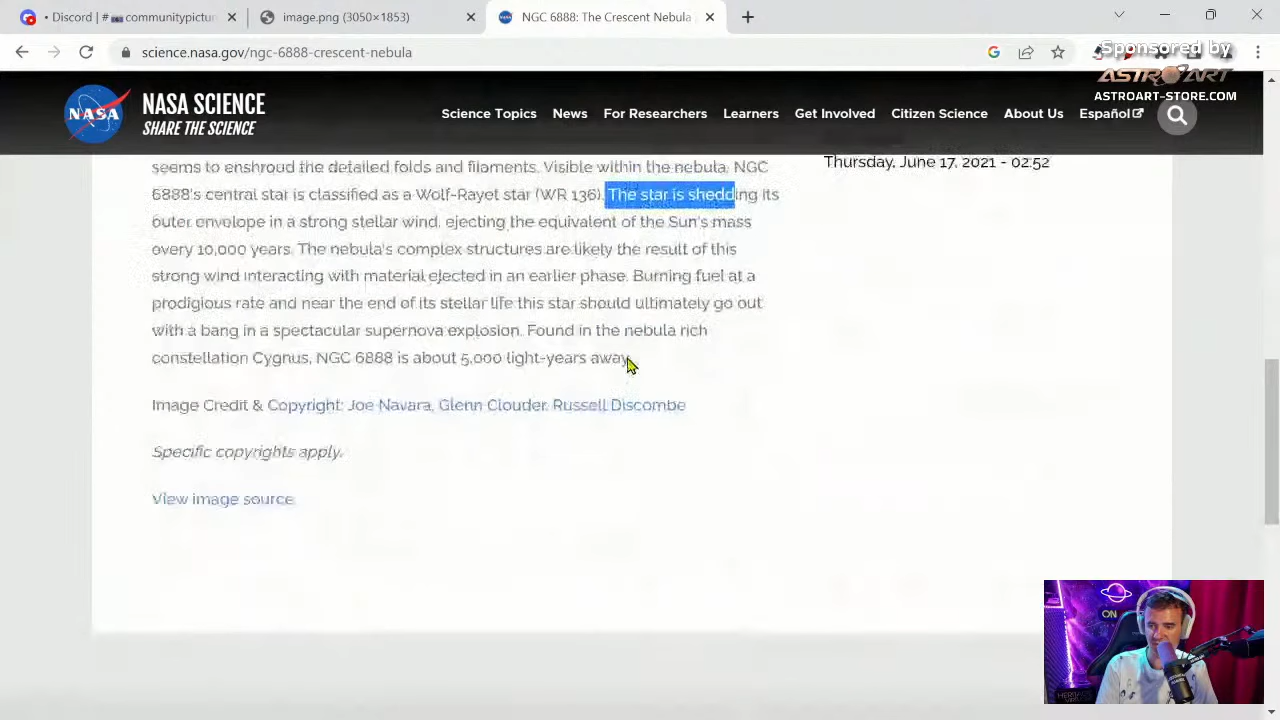 Discord | #📷communitypictur
image.png (3050×1853)
NGC 6888: The Crescent Nebula
science.nasa.gov/ngc-6888-crescent-nebula
Sponsored by
ASTROART
ASTROART-STORE.COM
NASA
NASA SCIENCE
SHARE THE SCIENCE
Science Topics News For Researchers Learners Get Involved Citizen Science About Us Español
seems to enshroud the detailed folds and filaments. Visible within the nebula, NGC
6888's central star is classified as a Wolf-Rayet star (WR 136). The star is shedding its
outer envelope in a strong stellar wind, ejecting the equivalent of the Sun's mass
every 10,000 years. The nebula's complex structures are likely the result of this
strong wind interacting with material ejected in an earlier phase. Burning fuel at a
prodigious rate and near the end of its stellar life this star should ultimately go out
with a bang in a spectacular supernova explosion. Found in the nebula rich
constellation Cygnus, NGC 6888 is about 5,000 light-years away.
Image Credit & Copyright: Joe Navara, Glenn Clouder, Russell Discombe
Specific copyrights apply.
View image source
Thursday, June 17, 2021 - 02:52
ON